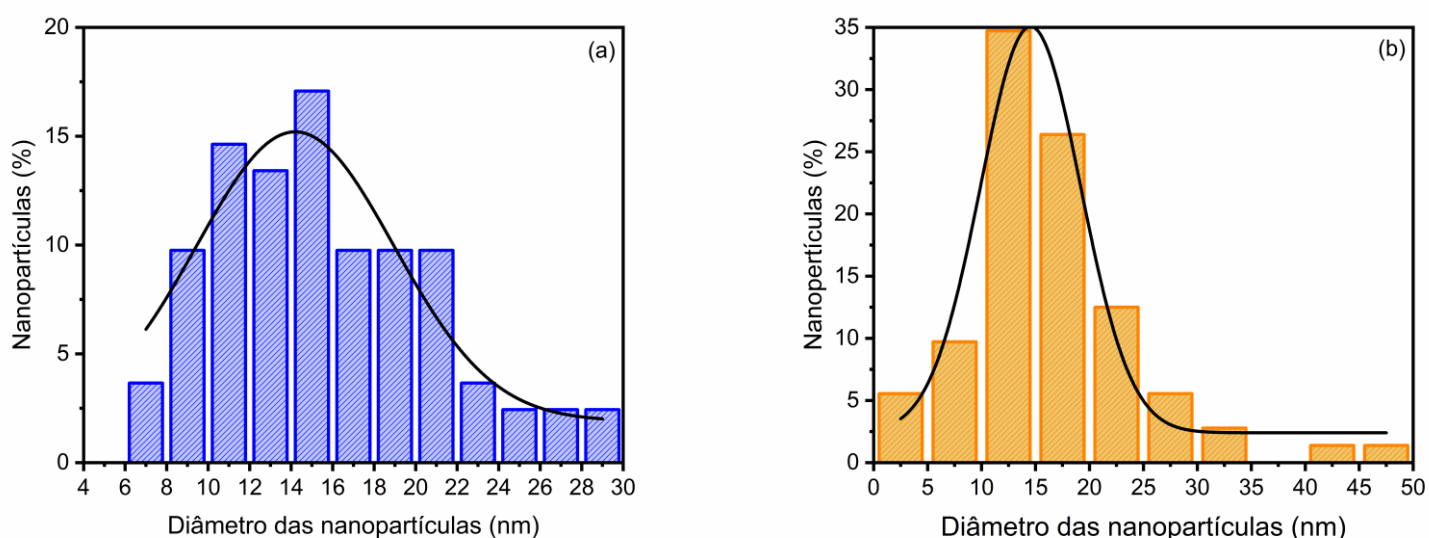 (a)
Nanopartículas (%)
20
15
10
5
0
4 6 8 10 12 14 16 18 20 22 24 26 28 30
Diâmetro das nanopartículas (nm)
(b)
Nanopertículas (%)
35
30
25
20
15
10
5
0
0 5 10 15 20 25 30 35 40 45 50
Diâmetro das nanopartículas (nm)